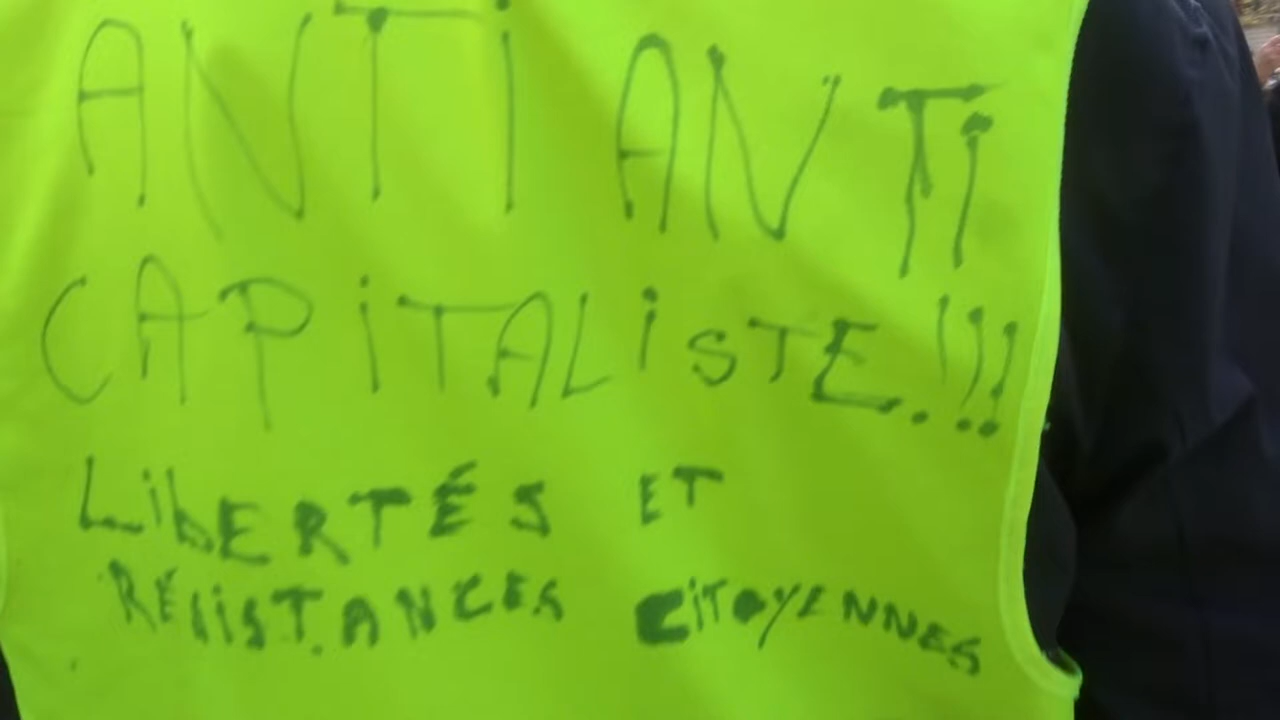 ANTi ANTi
CAPiTALiSTE.!!!
LibERTÉS ET
RÉSiSTANCES CiTOYENNES